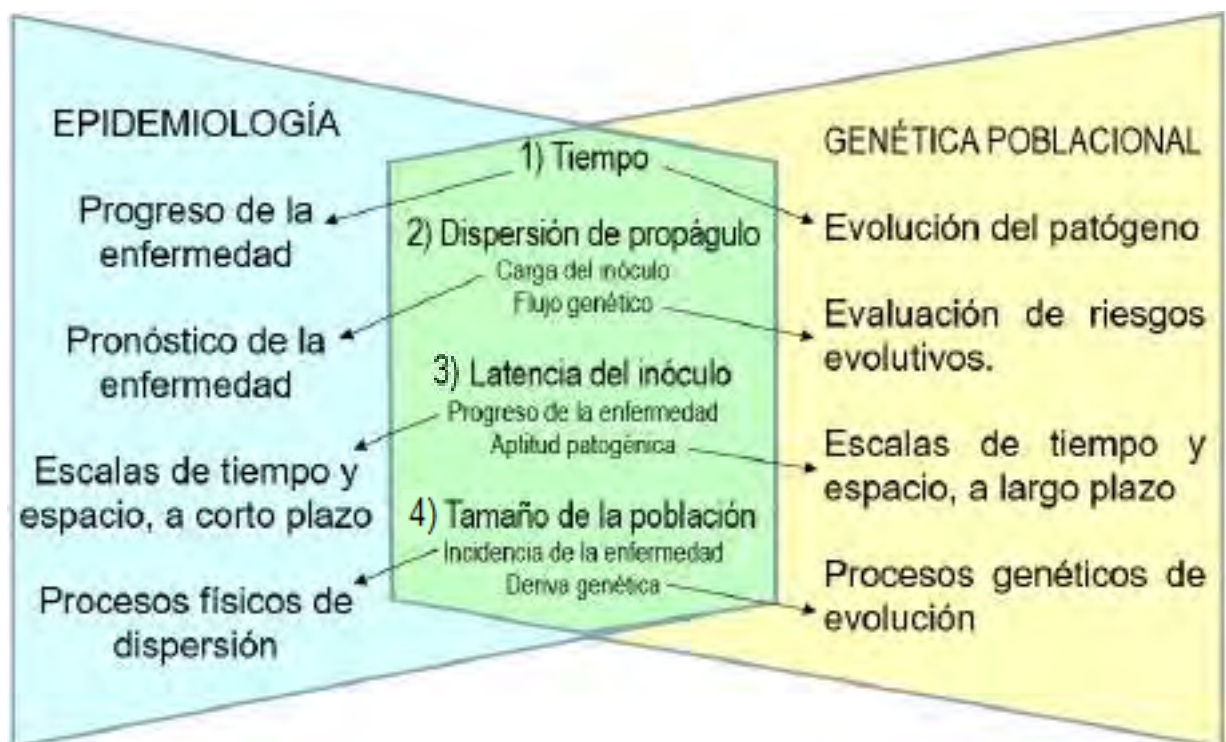 EPIDEMIOLOGÍA
Progreso de la
enfermedad
Pronóstico de la
enfermedad
Escalas de tiempo y
espacio, a corto plazo
Procesos físicos de
dispersión
1) Tiempo
2) Dispersión de propágulo
Carga del inóculo
Flujo genético
3) Latencia del inóculo
Progreso de la enfermedad
Aptitud patogénica
4) Tamaño de la población
Incidencia de la enfermedad
Deriva genética
GENÉTICA POBLACIONAL
Evolución del patógeno
Evaluación de riesgos
evolutivos.
Escalas de tiempo y
espacio, a largo plazo
Procesos genéticos de
evolución